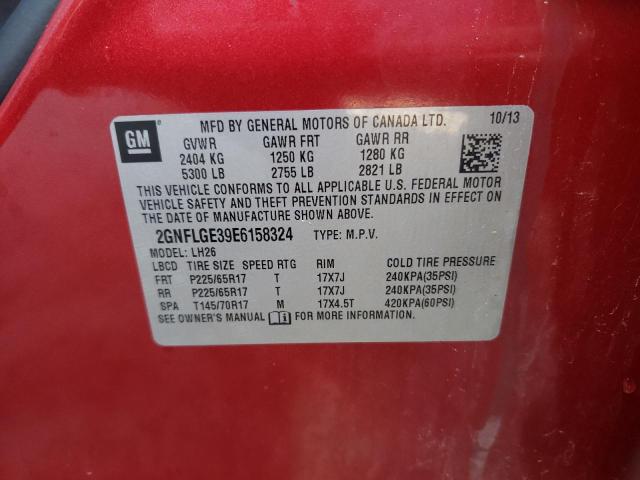 GM
MFD BY GENERAL MOTORS OF CANADA LTD. 10/13
GVWR GAWR FRT GAWR RR
2404 KG 1250 KG 1280 KG
5300 LB 2755 LB 2821 LB
THIS VEHICLE CONFORMS TO ALL APPLICABLE U.S. FEDERAL MOTOR
VEHICLE SAFETY AND THEFT PREVENTION STANDARDS IN EFFECT ON
THE DATE OF MANUFACTURE SHOWN ABOVE.
2GNFLGE39E6158324 TYPE: M.P.V.
MODEL: LH26
LBCD TIRE SIZE SPEED RTG RIM COLD TIRE PRESSURE
FRT P225/65R17 T 17X7J 240KPA(35PSI)
RR P225/65R17 T 17X7J 240KPA(35PSI)
SPA T145/70R17 M 17X4.5T 420KPA(60PSI)
SEE OWNER'S MANUAL FOR MORE INFORMATION.